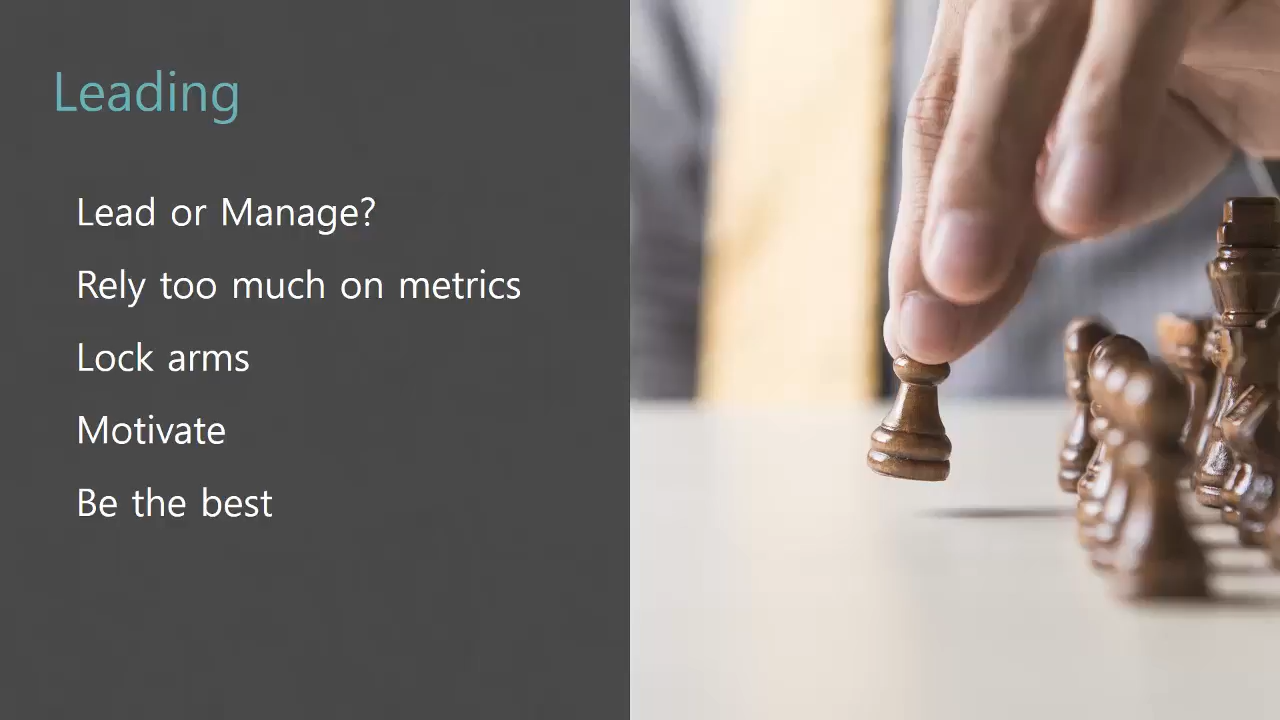 Leading
Lead or Manage?
Rely too much on metrics
Lock arms
Motivate
Be the best